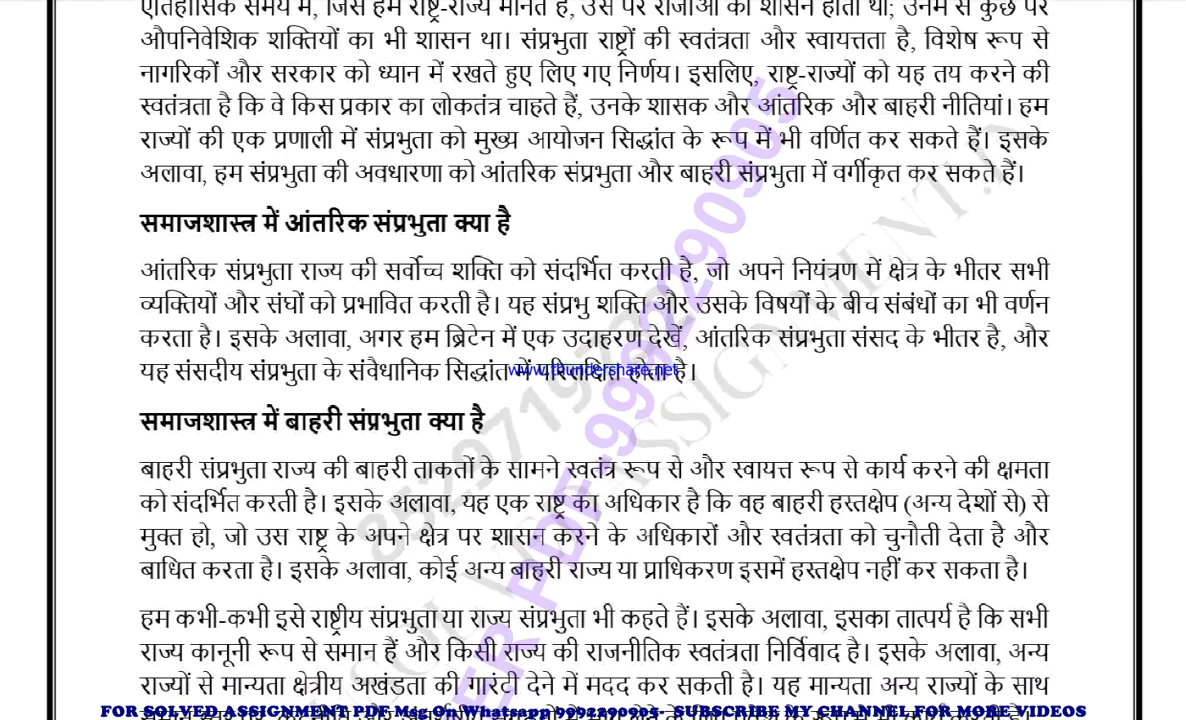 ऐतिहासिक समय में, जिसे हम राष्ट्र-राज्य मानते हैं, उस पर राजाओं का शासन होता था; उनमें से कुछ पर
औपनिवेशिक शक्तियों का भी शासन था। संप्रभुता राष्ट्रों की स्वतंत्रता और स्वायत्तता है, विशेष रूप से
नागरिकों और सरकार को ध्यान में रखते हुए लिए गए निर्णय। इसलिए, राष्ट्र-राज्यों को यह तय करने की
स्वतंत्रता है कि वे किस प्रकार का लोकतंत्र चाहते हैं, उनके शासक और आंतरिक और बाहरी नीतियां। हम
राज्यों की एक प्रणाली में संप्रभुता को मुख्य आयोजन सिद्धांत के रूप में भी वर्णित कर सकते हैं। इसके
अलावा, हम संप्रभुता की अवधारणा को आंतरिक संप्रभुता और बाहरी संप्रभुता में वर्गीकृत कर सकते हैं।
समाजशास्त्र में आंतरिक संप्रभुता क्या है
आंतरिक संप्रभुता राज्य की सर्वोच्च शक्ति को संदर्भित करती है, जो अपने नियंत्रण में क्षेत्र के भीतर सभी
व्यक्तियों और संघों को प्रभावित करती है। यह संप्रभु शक्ति और उसके विषयों के बीच संबंधों का भी वर्णन
करता है। इसके अलावा, अगर हम ब्रिटेन में एक उदाहरण देखें, आंतरिक संप्रभुता संसद के भीतर है, और
यह संसदीय संप्रभुता के संवैधानिक सिद्धांत में परिलक्षित होता है।
www.thundershare.net
समाजशास्त्र में बाहरी संप्रभुता क्या है
बाहरी संप्रभुता राज्य की बाहरी ताकतों के सामने स्वतंत्र रूप से और स्वायत्त रूप से कार्य करने की क्षमता
को संदर्भित करती है। इसके अलावा, यह एक राष्ट्र का अधिकार है कि वह बाहरी हस्तक्षेप (अन्य देशों से) से
मुक्त हो, जो उस राष्ट्र के अपने क्षेत्र पर शासन करने के अधिकारों और स्वतंत्रता को चुनौती देता है और
बाधित करता है। इसके अलावा, कोई अन्य बाहरी राज्य या प्राधिकरण इसमें हस्तक्षेप नहीं कर सकता है।
हम कभी-कभी इसे राष्ट्रीय संप्रभुता या राज्य संप्रभुता भी कहते हैं। इसके अलावा, इसका तात्पर्य है कि सभी
राज्य कानूनी रूप से समान हैं और किसी राज्य की राजनीतिक स्वतंत्रता निर्विवाद है। इसके अलावा, अन्य
राज्यों से मान्यता क्षेत्रीय अखंडता की गारंटी देने में मदद कर सकती है। यह मान्यता अन्य राज्यों के साथ
ER PDF-9992290905
SOLVED ASSIGNMENT
FOR SOLVED ASSIGNMENT PDF Msg On Whatsapp 9992290905- SUBSCRIBE MY CHANNEL FOR MORE VIDEOS